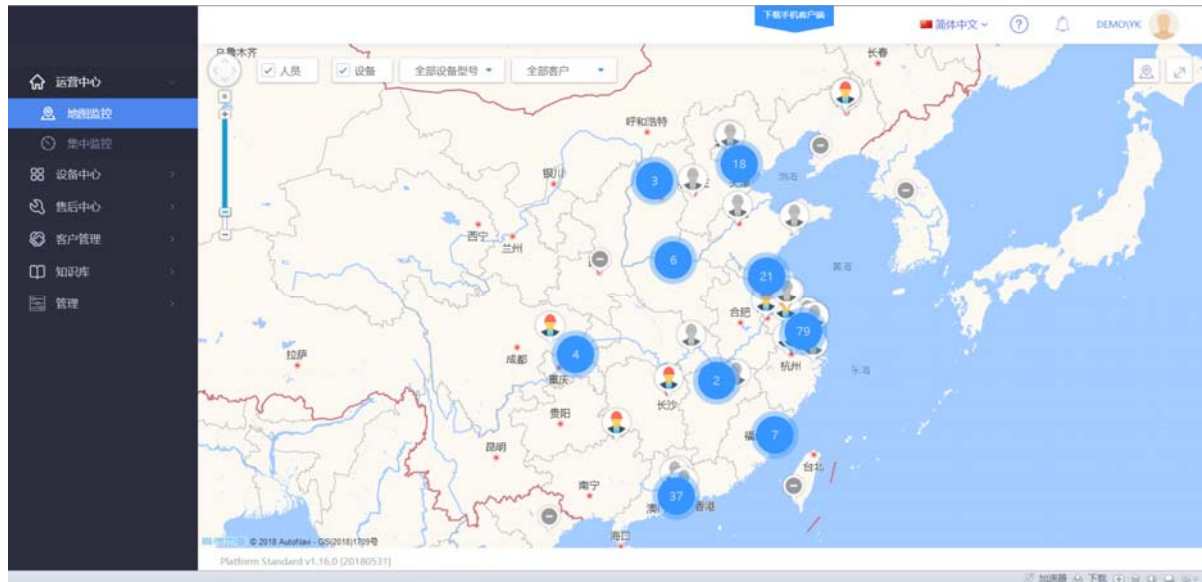 下载手机客户端
简体中文
?
DEMO\YK
运营中心
地图监控
集中监控
设备中心
售后中心
客户管理
知识库
管理
乌鲁木齐
人员
设备
全部设备型号
全部客户
长春
呼和浩特
银川
3
18
渤海
西宁
兰州
6
21
黄海
合肥
79
杭州
拉萨
成都
4
重庆
2
东海
长沙
贵阳
7
昆明
台北
南宁
37
香港
海口
© 2018 AutoNavi - GS(2018)1709号
Platform Standard v1.16.0 [20180531]
加速器
下载